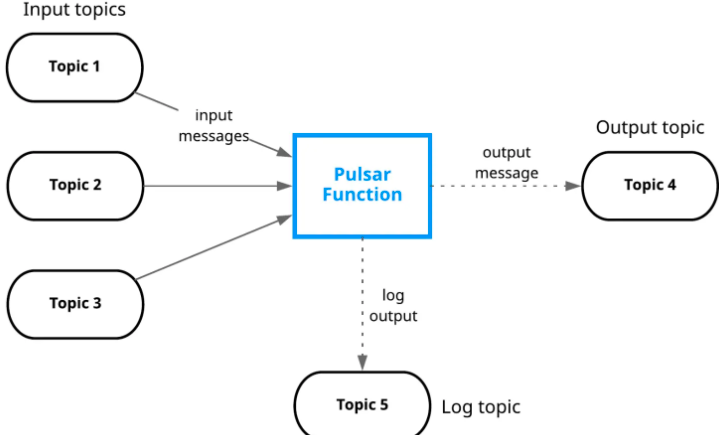 Input topics
Topic 1
input
messages
Output topic
output
message
Pulsar
Function
Topic 2
Topic 4
Topic 3
log
output
Topic 5
Log topic